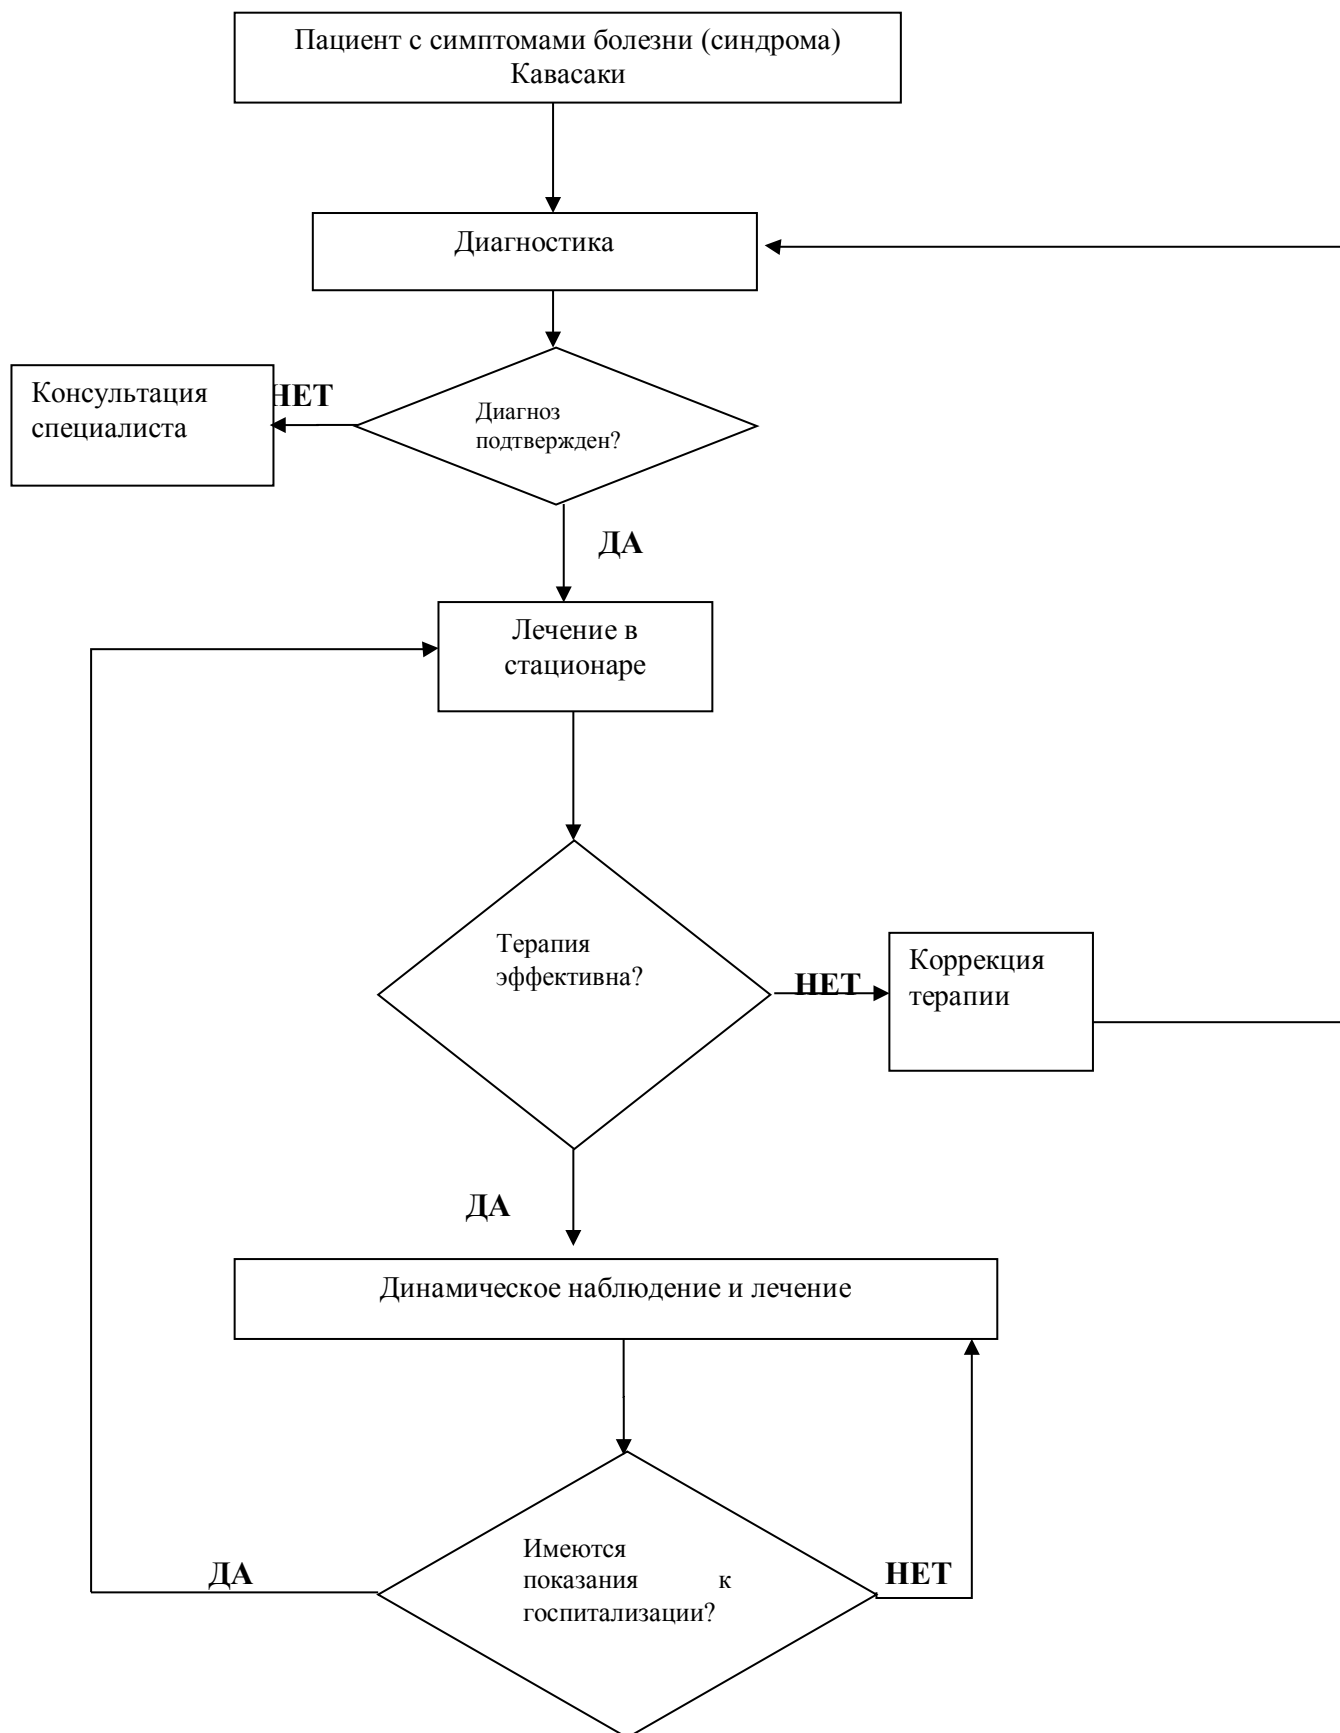 Пациент с симптомами болезни (синдрома)
Кавасаки
Диагностика
Консультация
специалиста
НЕТ
Диагноз
подтвержден?
ДА
Лечение в
стационаре
Терапия
эффективна?
НЕТ
Коррекция
терапии
ДА
Динамическое наблюдение и лечение
Имеются
показания к
госпитализации?
ДА
НЕТ